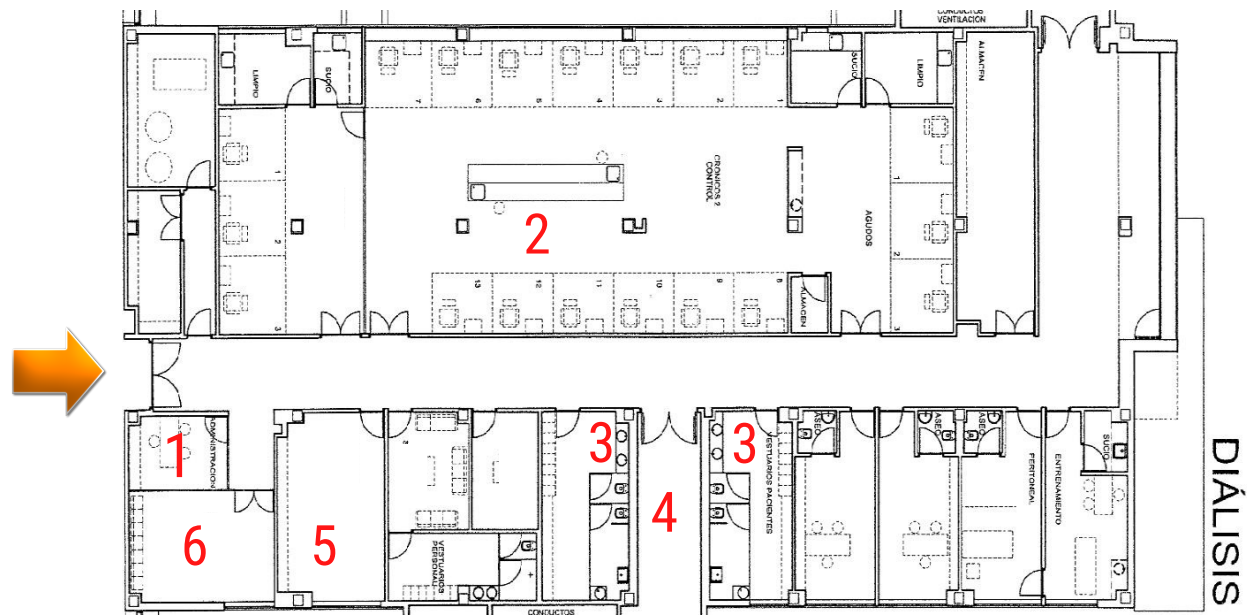 CONDUCTOS
VENTILACION
LIMPIO
SUCIO
7
6
5
4
3
2
1
SUCIO
LIMPIO
ALMACEN
1
2
3
CRONICOS 2
CONTROL
2
AGUDOS
1
2
3
13
12
11
10
9
8
ALMACEN
1
ADMINISTRACION
6
5
VESTUARIOS
PERSONAL
3
4
3
VESTUARIOS PACIENTES
ASEO
ASEO
ASEO
PERITONEAL
ENTRENAMIENTO
SUCIO
CONDUCTOS
DIÁLISIS